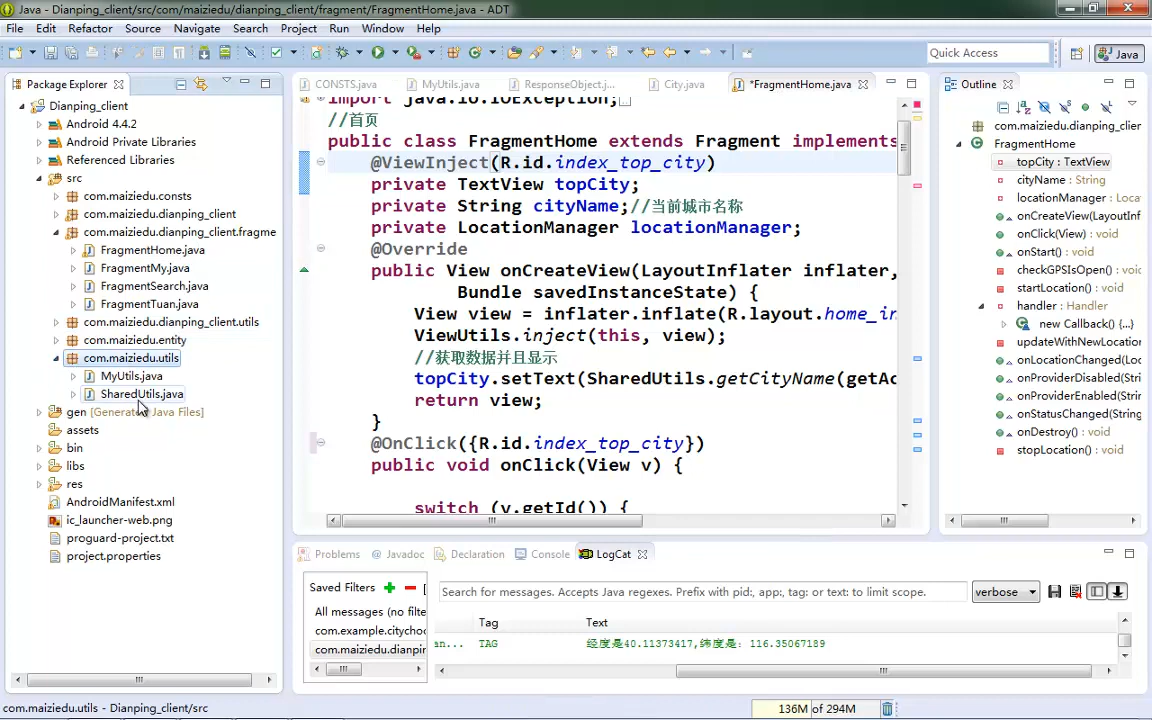 Java - Dianping_client/src/com/maiziedu/dianping_client/fragment/FragmentHome.java - ADT
File Edit Refactor Source Navigate Search Project Run Window Help
Quick Access
Java
Package Explorer
Dianping_client
Android 4.4.2
Android Private Libraries
Referenced Libraries
src
com.maiziedu.consts
com.maiziedu.dianping_client
com.maiziedu.dianping_client.fragme
FragmentHome.java
FragmentMy.java
FragmentSearch.java
FragmentTuan.java
com.maiziedu.dianping_client.utils
com.maiziedu.entity
com.maiziedu.utils
MyUtils.java
SharedUtils.java
gen [Generated Java Files]
assets
bin
libs
res
AndroidManifest.xml
ic_launcher-web.png
proguard-project.txt
project.properties
CONSTS.java MyUtils.java ResponseObject.j... City.java *FragmentHome.java
import java.io.IOException;
//首页
public class FragmentHome extends Fragment implements
@ViewInject(R.id.index_top_city)
private TextView topCity;
private String cityName;//当前城市名称
private LocationManager locationManager;
@Override
public View onCreateView(LayoutInflater inflater,
Bundle savedInstanceState) {
View view = inflater.inflate(R.layout.home_in
ViewUtils.inject(this, view);
//获取数据并且显示
topCity.setText(SharedUtils.getCityName(getAc
return view;
}
@OnClick({R.id.index_top_city})
public void onClick(View v) {
switch (v.getId()) {
Outline
com.maiziedu.dianping_clier
FragmentHome
topCity : TextView
cityName : String
locationManager : Loca
onCreateView(LayoutInf
onClick(View) : void
onStart() : void
checkGPSIsOpen() : voic
startLocation() : void
handler : Handler
new Callback() {...}
updateWithNewLocation
onLocationChanged(Loc
onProviderDisabled(Stri
onProviderEnabled(Stri
onStatusChanged(String
onDestroy() : void
stopLocation() : void
Problems Javadoc Declaration Console LogCat
Saved Filters
All messages (no filte
com.example.citychoo
com.maiziedu.dianpir
Search for messages. Accepts Java regexes. Prefix with pid:, app:, tag: or text: to limit scope.
verbose
Tag Text
an... TAG 经度是40.11373417,纬度是：116.35067189
com.maiziedu.utils - Dianping_client/src
136M of 294M